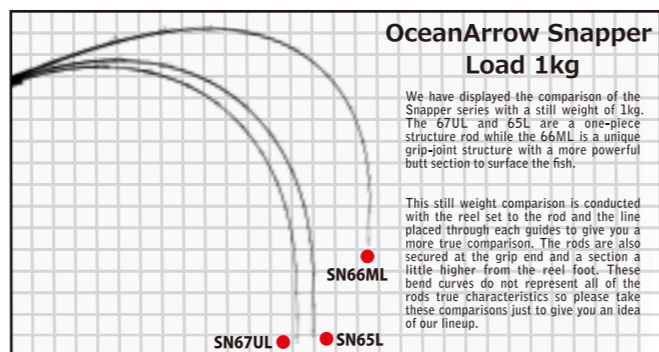 OceanArrow Snapper
Load 1kg
We have displayed the comparison of the
Snapper series with a still weight of 1kg.
The 67UL and 65L are a one-piece
structure rod while the 66ML is a unique
grip-joint structure with a more powerful
butt section to surface the fish.
This still weight comparison is conducted
with the reel set to the rod and the line
placed through each guides to give you a
more true comparison. The rods are also
secured at the grip end and a section a
little higher from the reel foot. These
bend curves do not represent all of the
rods true characteristics so please take
these comparisons just to give you an idea
of our lineup.
SN66ML
SN67UL
SN65L